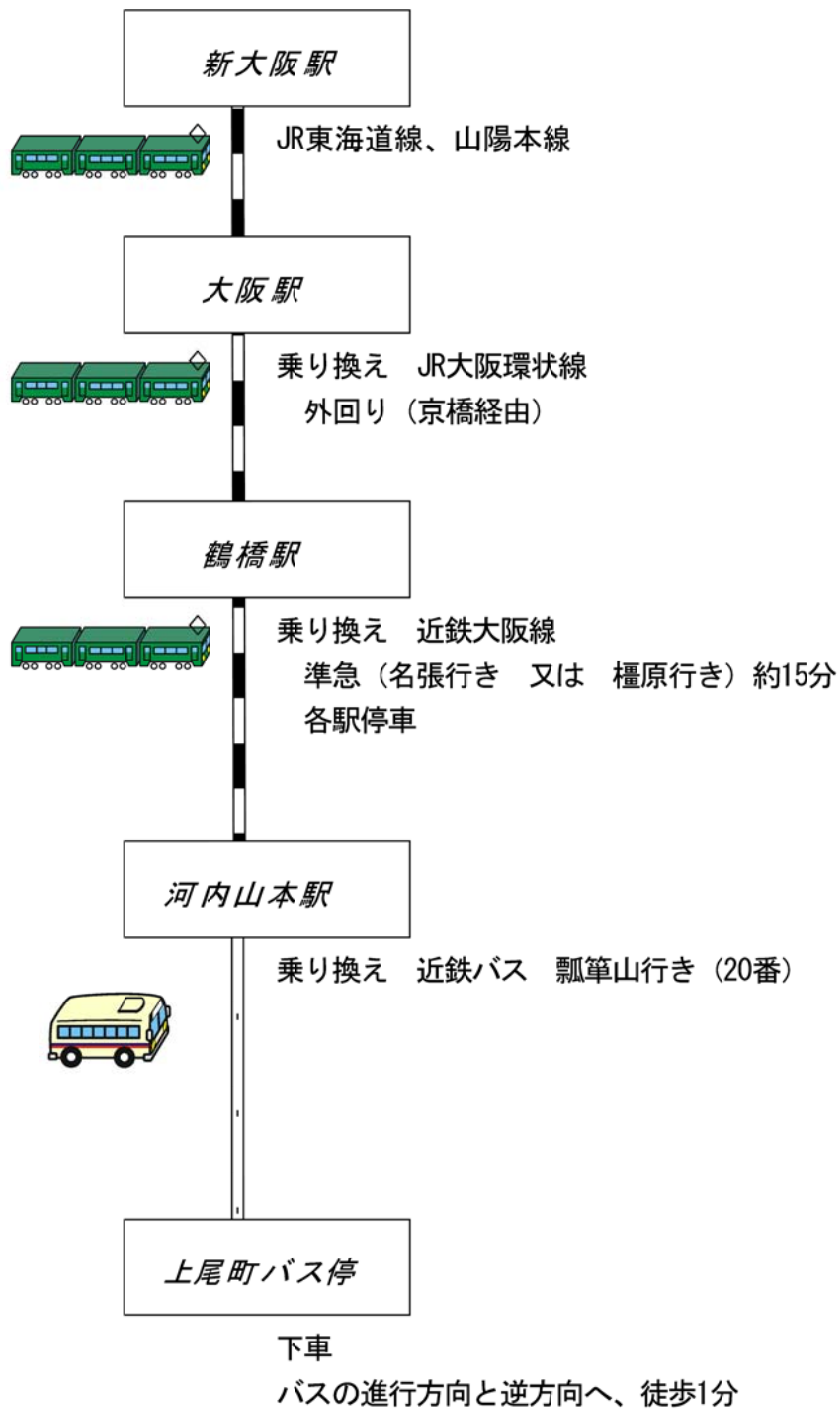 新大阪駅
JR東海道線、山陽本線
大阪駅
乗り換え　JR大阪環状線
外回り（京橋経由）
鶴橋駅
乗り換え　近鉄大阪線
準急（名張行き　又は　橿原行き）約15分
各駅停車
河内山本駅
乗り換え　近鉄バス　瓢箪山行き（20番）
上尾町バス停
下車
バスの進行方向と逆方向へ、徒歩1分